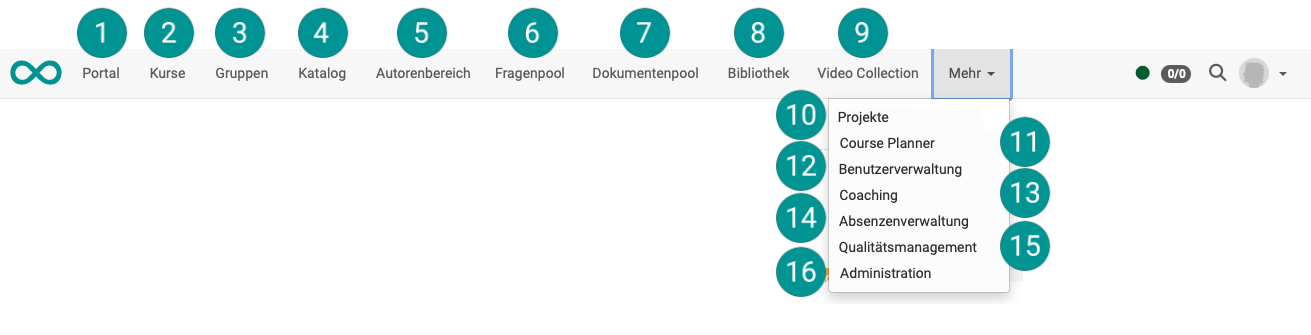 1 2 3 4 5 6 7 8 9
Portal Kurse Gruppen Katalog Autorenbereich Fragenpool Dokumentenpool Bibliothek Video Collection Mehr 0/0
10 Projekte
Course Planner 11
12 Benutzerverwaltung
Coaching 13
14 Absenzenverwaltung
Qualitätsmanagement 15
16 Administration